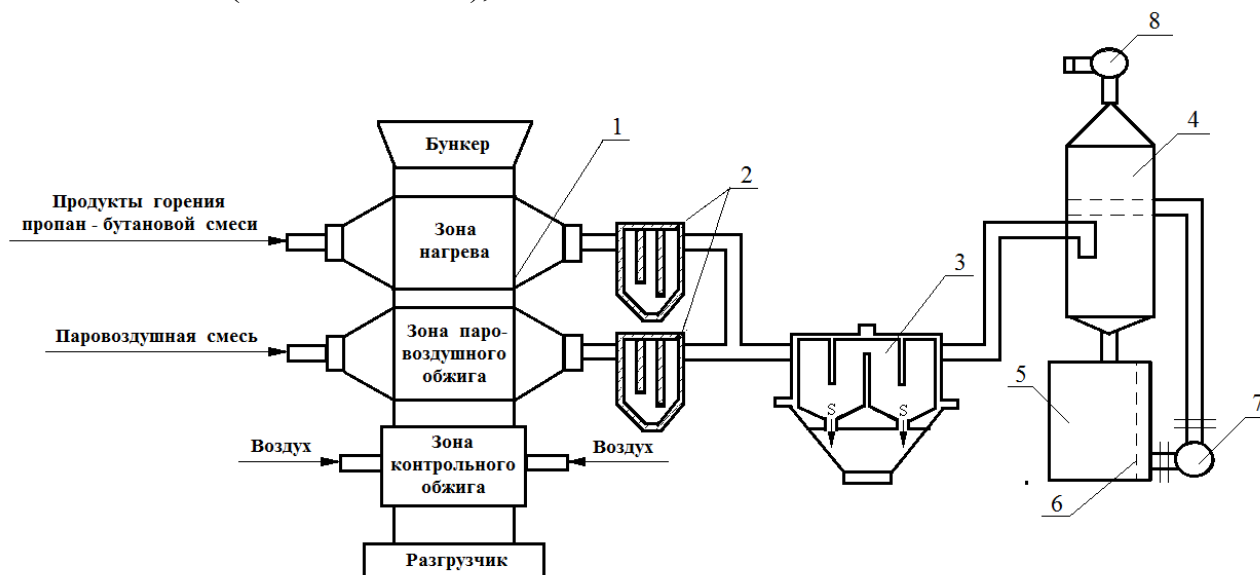 8
1
4
Бункер
2
Продукты горения
пропан - бутановой смеси
Зона
нагрева
3
Паровоздушная смесь
Зона паро-
воздушного
обжига
5
S
S
7
Воздух
Зона
контрольного
обжига
Воздух
6
Разгрузчик